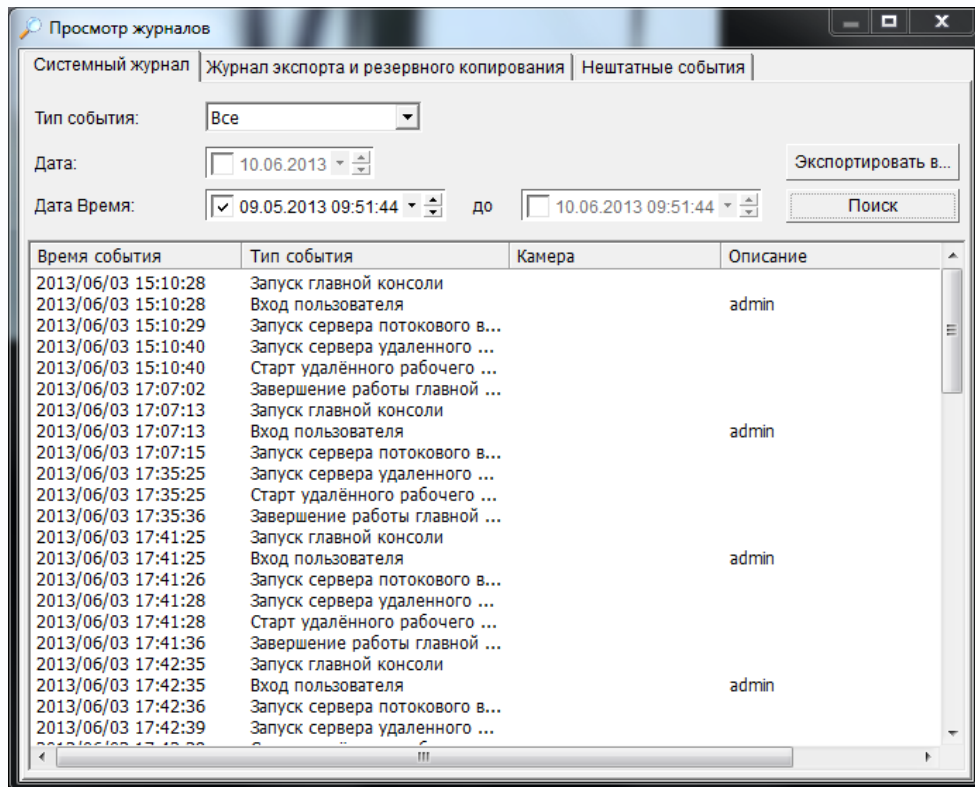 Просмотр журналов
Системный журнал Журнал экспорта и резервного копирования Нештатные события
Тип события: Все
Дата: 10.06.2013 Экспортировать в...
Дата Время: 09.05.2013 09:51:44 до 10.06.2013 09:51:44 Поиск
Время события Тип события Камера Описание
2013/06/03 15:10:28 Запуск главной консоли
2013/06/03 15:10:28 Вход пользователя admin
2013/06/03 15:10:29 Запуск сервера потокового в...
2013/06/03 15:10:40 Запуск сервера удаленного ...
2013/06/03 15:10:40 Старт удалённого рабочего ...
2013/06/03 17:07:02 Завершение работы главной ...
2013/06/03 17:07:13 Запуск главной консоли
2013/06/03 17:07:13 Вход пользователя admin
2013/06/03 17:07:15 Запуск сервера потокового в...
2013/06/03 17:35:25 Запуск сервера удаленного ...
2013/06/03 17:35:25 Старт удалённого рабочего ...
2013/06/03 17:35:36 Завершение работы главной ...
2013/06/03 17:41:25 Запуск главной консоли
2013/06/03 17:41:25 Вход пользователя admin
2013/06/03 17:41:26 Запуск сервера потокового в...
2013/06/03 17:41:28 Запуск сервера удаленного ...
2013/06/03 17:41:28 Старт удалённого рабочего ...
2013/06/03 17:41:36 Завершение работы главной ...
2013/06/03 17:42:35 Запуск главной консоли
2013/06/03 17:42:35 Вход пользователя admin
2013/06/03 17:42:36 Запуск сервера потокового в...
2013/06/03 17:42:39 Запуск сервера удаленного ...